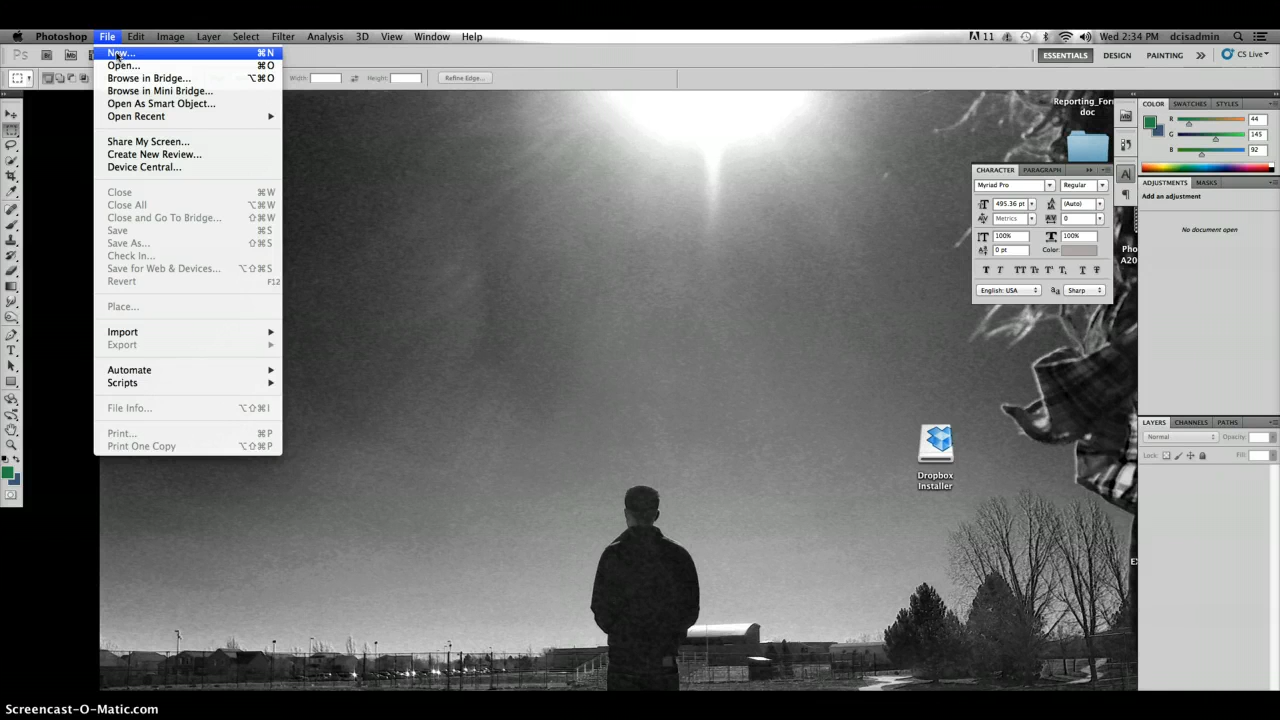 Photoshop File Edit Image Layer Select Filter Analysis 3D View Window Help 11 Wed 2:34 PM dcisadmin
Ps Br Mb ESSENTIALS DESIGN PAINTING CS Live
Width: Height: Refine Edge...
New... ⌘N
Open... ⌘O
Browse in Bridge... ⌥⌘O
Browse in Mini Bridge...
Open As Smart Object...
Open Recent
Share My Screen...
Create New Review...
Device Central...
Close ⌘W
Close All ⌥⌘W
Close and Go To Bridge... ⇧⌘W
Save ⌘S
Save As... ⇧⌘S
Check In...
Save for Web & Devices... ⌥⇧⌘S
Revert F12
Place...
Import
Export
Automate
Scripts
File Info... ⌥⇧⌘I
Print... ⌘P
Print One Copy ⌥⇧⌘P
Reporting_For
doc
CHARACTER PARAGRAPH
Myriad Pro Regular
495.36 pt (Auto)
Metrics 0
100% 100%
0 pt Color:
English: USA Sharp
Pho
A20
Dropbox
Installer
COLOR SWATCHES STYLES
R 44
G 145
B 92
ADJUSTMENTS MASKS
Add an adjustment
No document open
LAYERS CHANNELS PATHS
Normal Opacity:
Lock: Fill:
Screencast-O-Matic.com